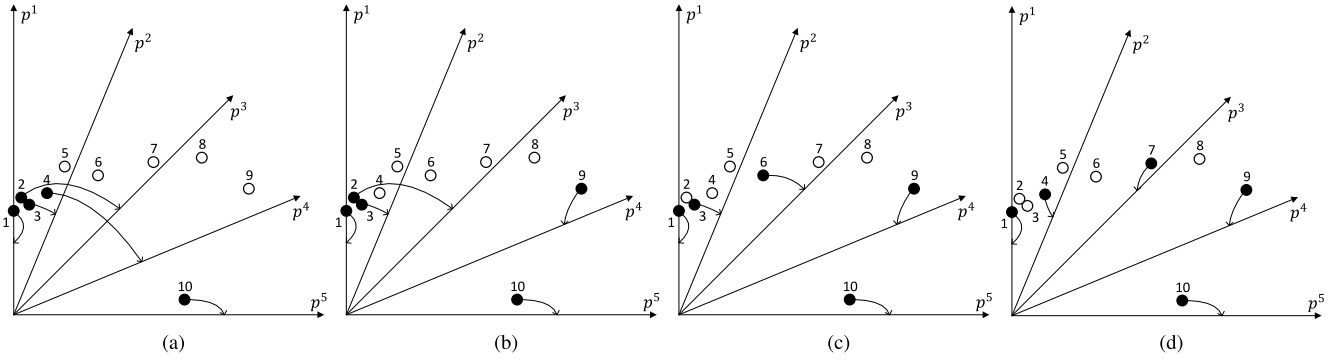 p¹ p² p³ p⁴ p⁵ 1 2 3 4 5 6 7 8 9 10
(a)
p¹ p² p³ p⁴ p⁵ 1 2 3 4 5 6 7 8 9 10
(b)
p¹ p² p³ p⁴ p⁵ 1 2 3 4 5 6 7 8 9 10
(c)
p¹ p² p³ p⁴ p⁵ 1 2 3 4 5 6 7 8 9 10
(d)